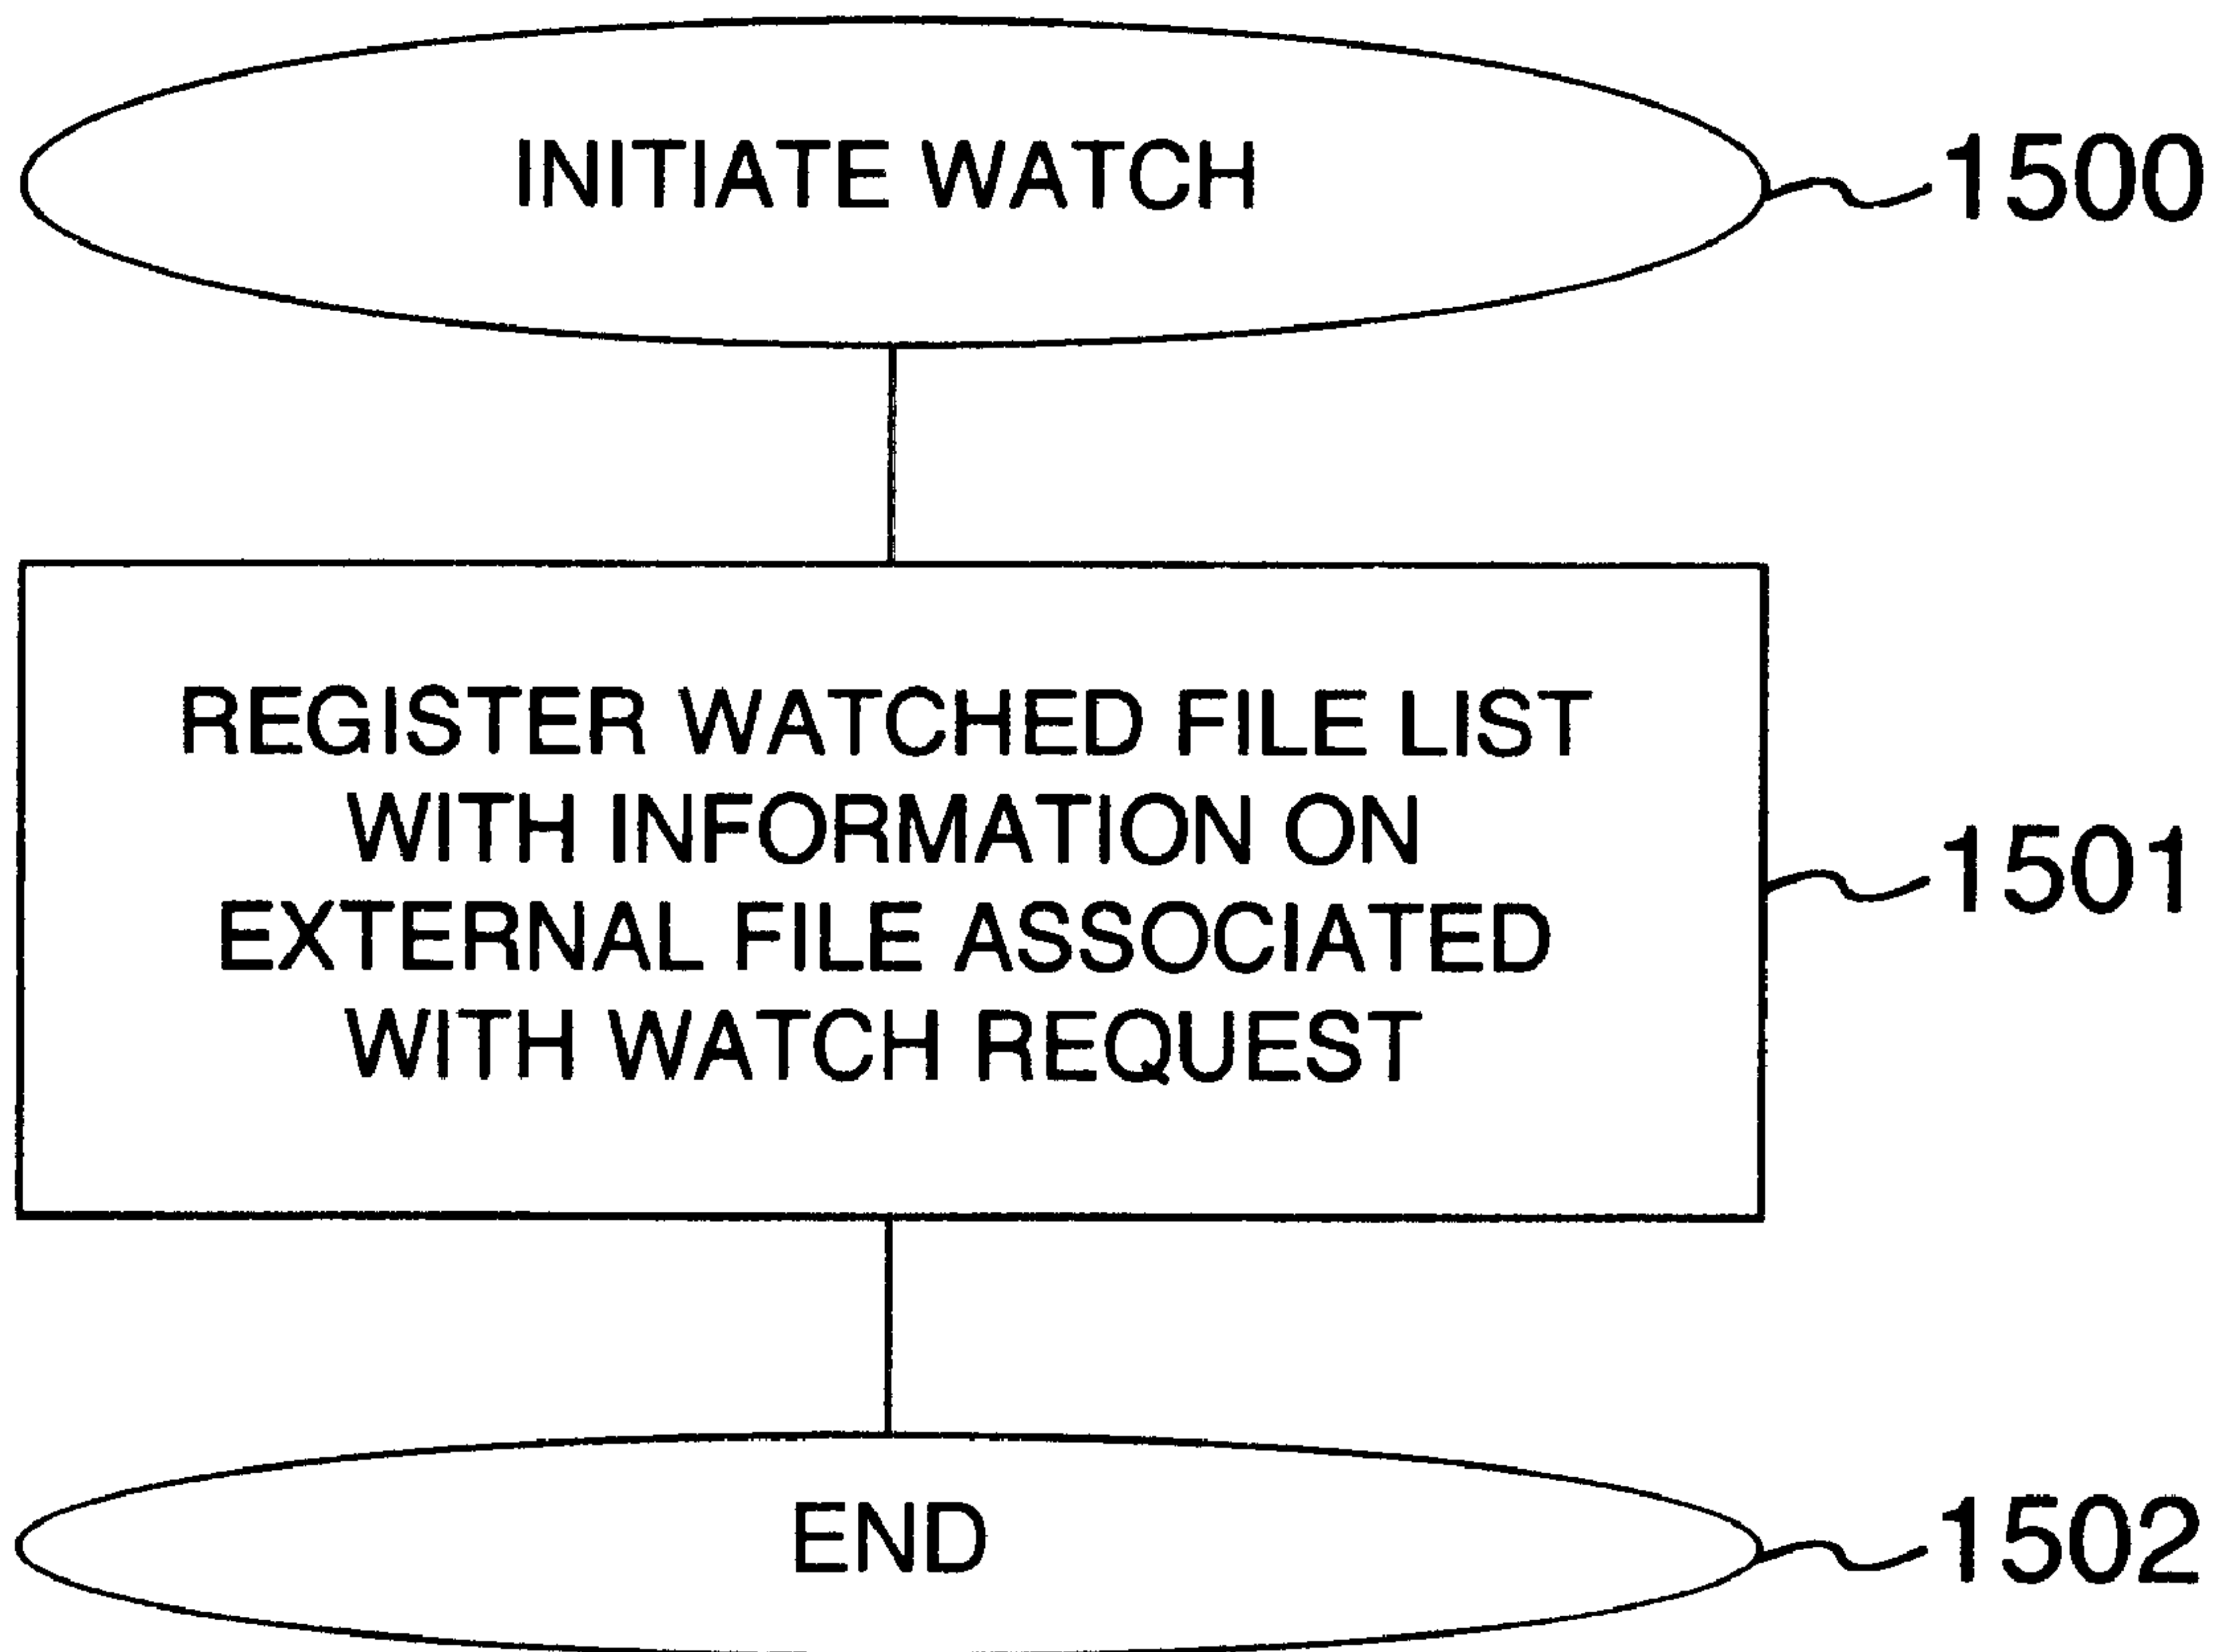 INITIATE WATCH
1500
REGISTER WATCHED FILE LIST
WITH INFORMATION ON
EXTERNAL FILE ASSOCIATED
WITH WATCH REQUEST
1501
END
1502